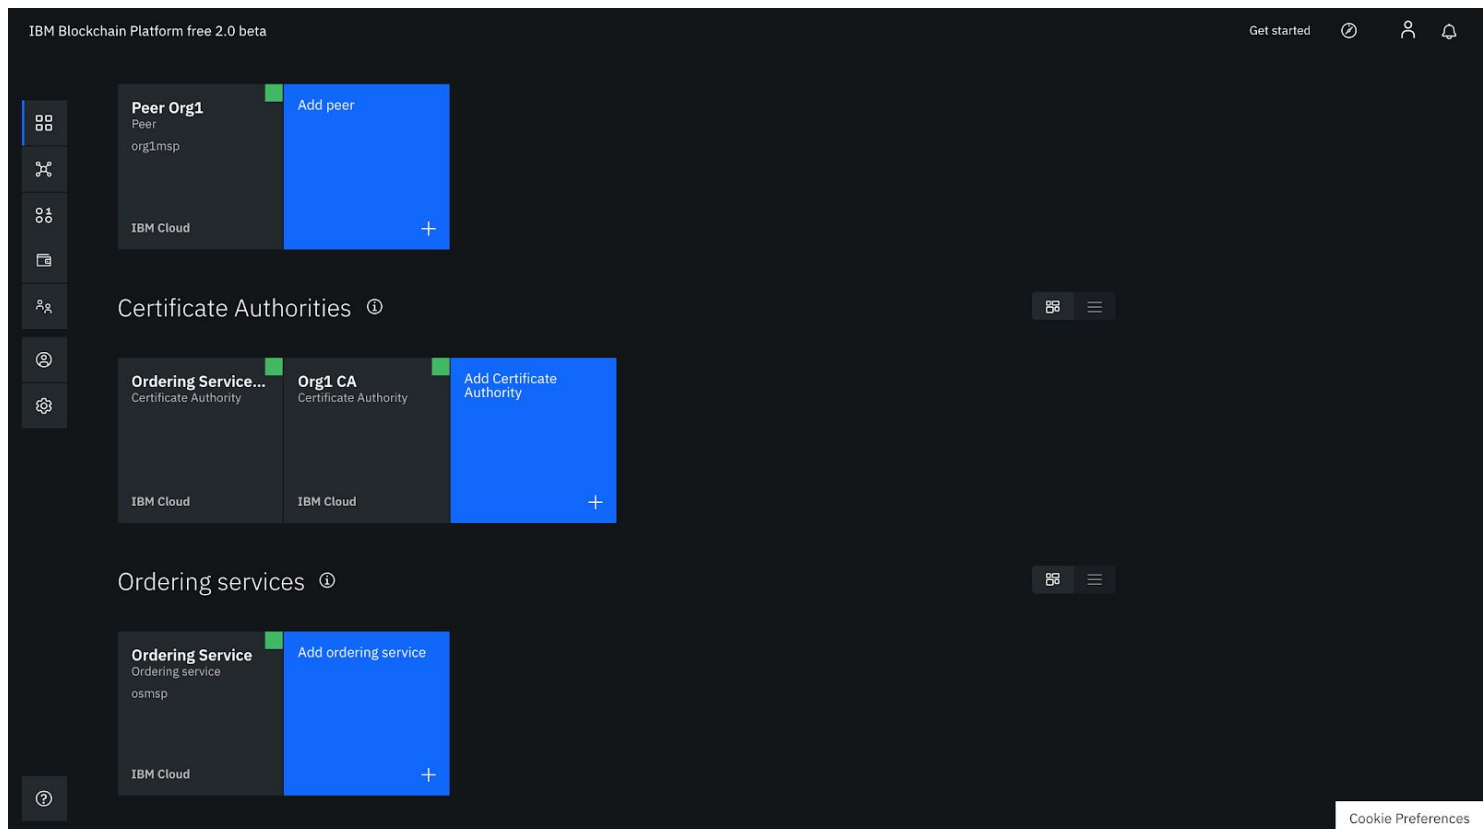 IBM Blockchain Platform free 2.0 beta
Get started
Peer Org1
Peer
org1msp
IBM Cloud
Add peer
Certificate Authorities
Ordering Service...
Certificate Authority
IBM Cloud
Org1 CA
Certificate Authority
IBM Cloud
Add Certificate
Authority
Ordering services
Ordering Service
Ordering service
osmsp
IBM Cloud
Add ordering service
Cookie Preferences